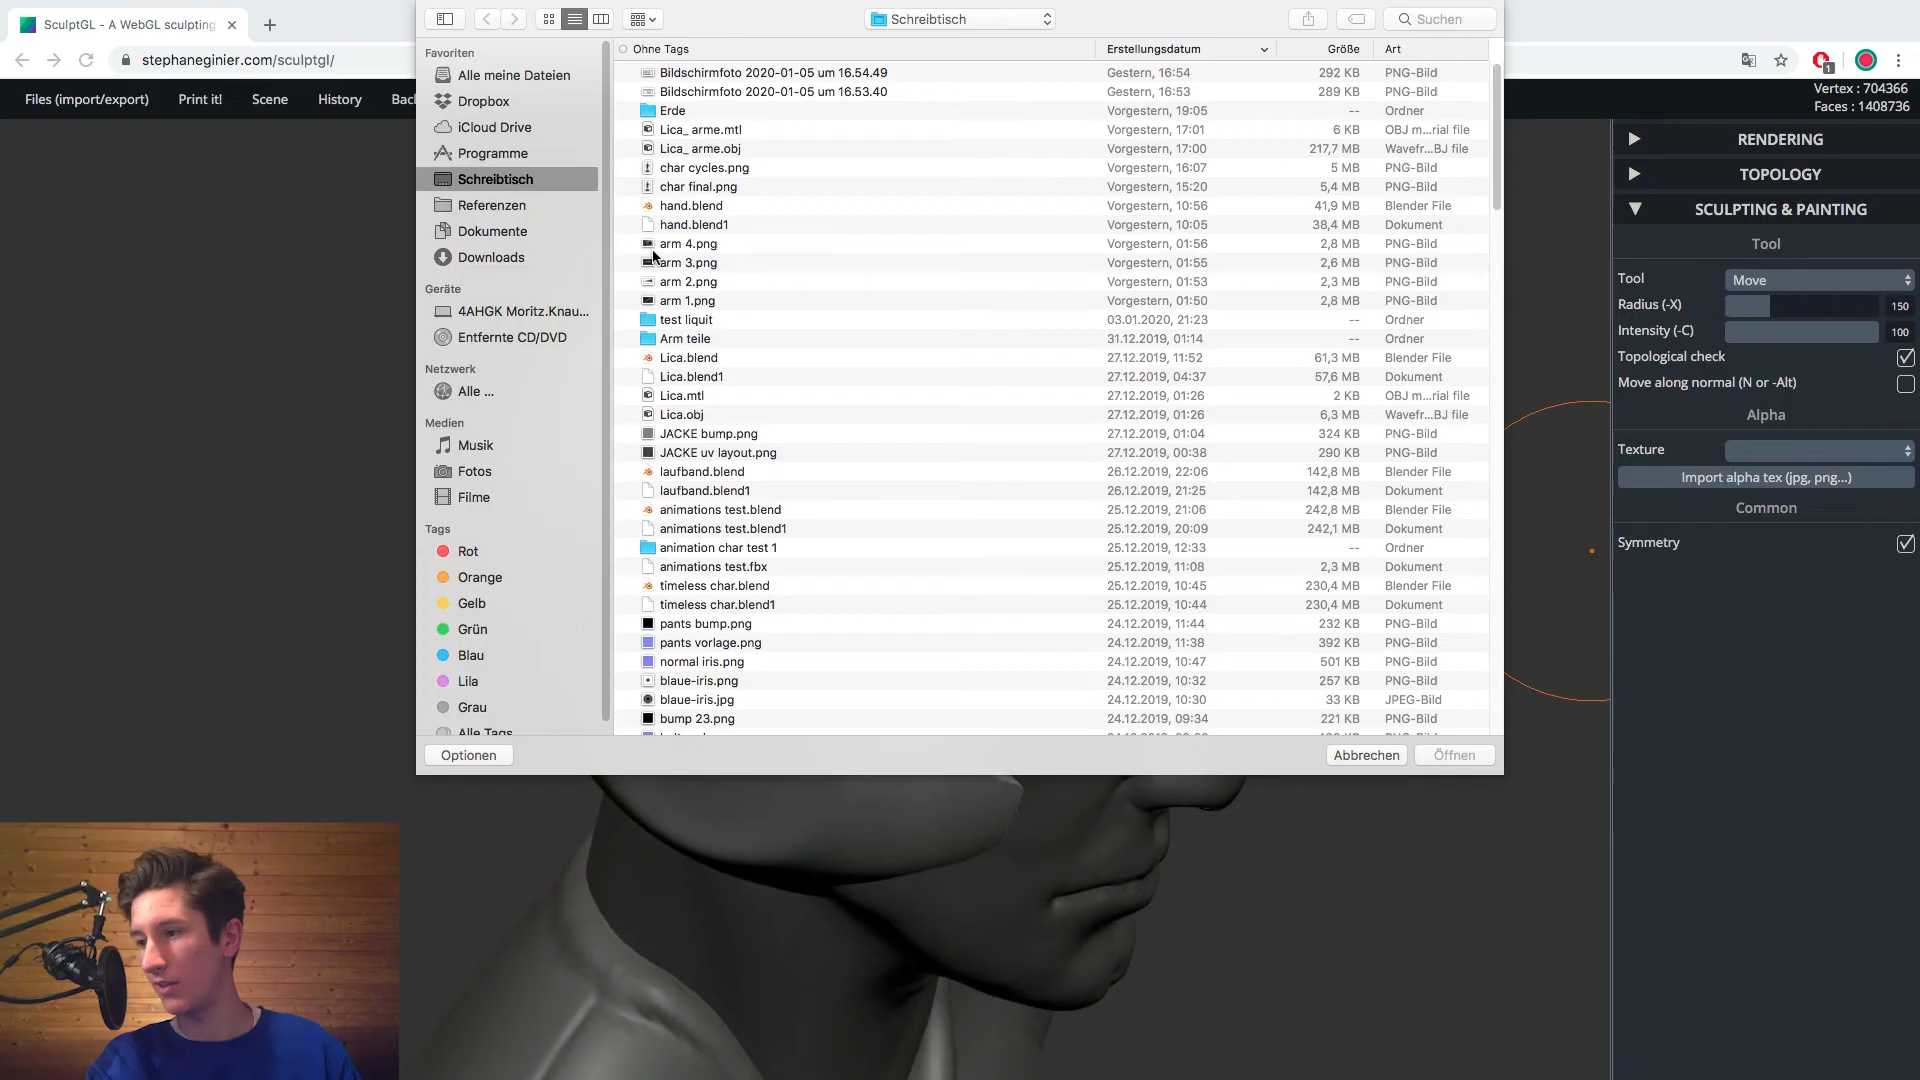 SculptGL - A WebGL sculpting
stephaneginier.com/sculptgl/
Files (import/export) Print it! Scene History Bac
Schreibtisch
Suchen
Favoriten
Alle meine Dateien
Dropbox
iCloud Drive
Programme
Schreibtisch
Referenzen
Dokumente
Downloads
Geräte
4AHGK Moritz.Knau...
Entfernte CD/DVD
Netzwerk
Alle ...
Medien
Musik
Fotos
Filme
Tags
Rot
Orange
Gelb
Grün
Blau
Lila
Grau
Alle Tags
Ohne Tags Erstellungsdatum Größe Art
Bildschirmfoto 2020-01-05 um 16.54.49 Gestern, 16:54 292 KB PNG-Bild
Bildschirmfoto 2020-01-05 um 16.53.40 Gestern, 16:53 289 KB PNG-Bild
Erde Vorgestern, 19:05 -- Ordner
Lica_ arme.mtl Vorgestern, 17:01 6 KB OBJ m...rial file
Lica_ arme.obj Vorgestern, 17:00 217,7 MB Wavefr...BJ file
char cycles.png Vorgestern, 16:07 5 MB PNG-Bild
char final.png Vorgestern, 15:20 5,4 MB PNG-Bild
hand.blend Vorgestern, 10:56 41,9 MB Blender File
hand.blend1 Vorgestern, 10:05 38,4 MB Dokument
arm 4.png Vorgestern, 01:56 2,8 MB PNG-Bild
arm 3.png Vorgestern, 01:55 2,6 MB PNG-Bild
arm 2.png Vorgestern, 01:53 2,3 MB PNG-Bild
arm 1.png Vorgestern, 01:50 2,8 MB PNG-Bild
test liquit 03.01.2020, 21:23 -- Ordner
Arm teile 31.12.2019, 01:14 -- Ordner
Lica.blend 27.12.2019, 11:52 61,3 MB Blender File
Lica.blend1 27.12.2019, 04:37 57,6 MB Dokument
Lica.mtl 27.12.2019, 01:26 2 KB OBJ m...rial file
Lica.obj 27.12.2019, 01:26 6,3 MB Wavefr...BJ file
JACKE bump.png 27.12.2019, 01:04 324 KB PNG-Bild
JACKE uv layout.png 27.12.2019, 00:38 290 KB PNG-Bild
laufband.blend 26.12.2019, 22:06 142,8 MB Blender File
laufband.blend1 26.12.2019, 21:25 142,8 MB Dokument
animations test.blend 25.12.2019, 21:06 242,8 MB Blender File
animations test.blend1 25.12.2019, 20:09 242,1 MB Dokument
animation char test 1 25.12.2019, 12:33 -- Ordner
animations test.fbx 25.12.2019, 11:08 2,3 MB Dokument
timeless char.blend 25.12.2019, 10:45 230,4 MB Blender File
timeless char.blend1 25.12.2019, 10:44 230,4 MB Dokument
pants bump.png 24.12.2019, 11:44 232 KB PNG-Bild
pants vorlage.png 24.12.2019, 11:38 392 KB PNG-Bild
normal iris.png 24.12.2019, 10:47 501 KB PNG-Bild
blaue-iris.png 24.12.2019, 10:32 257 KB PNG-Bild
blaue-iris.jpg 24.12.2019, 10:30 33 KB JPEG-Bild
bump 23.png 24.12.2019, 09:34 221 KB PNG-Bild
Optionen Abbrechen Öffnen
1
Vertex : 704366
Faces : 1408736
RENDERING
TOPOLOGY
SCULPTING & PAINTING
Tool
Tool Move
Radius (-X) 150
Intensity (-C) 100
Topological check
Move along normal (N or -Alt)
Alpha
Texture
Import alpha tex (jpg, png...)
Common
Symmetry